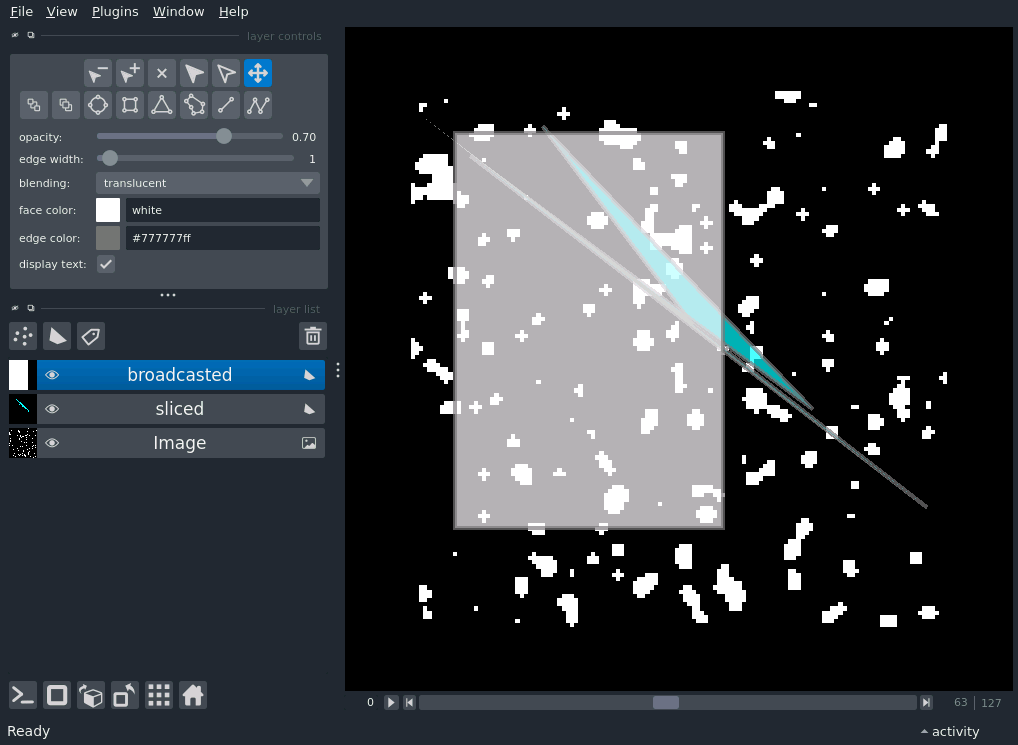 File View Plugins Window Help
layer controls
opacity: 0.70
edge width: 1
blending: translucent
face color: white
edge color: #777777ff
display text:
layer list
broadcasted
sliced
Image
0 63 | 127
Ready activity